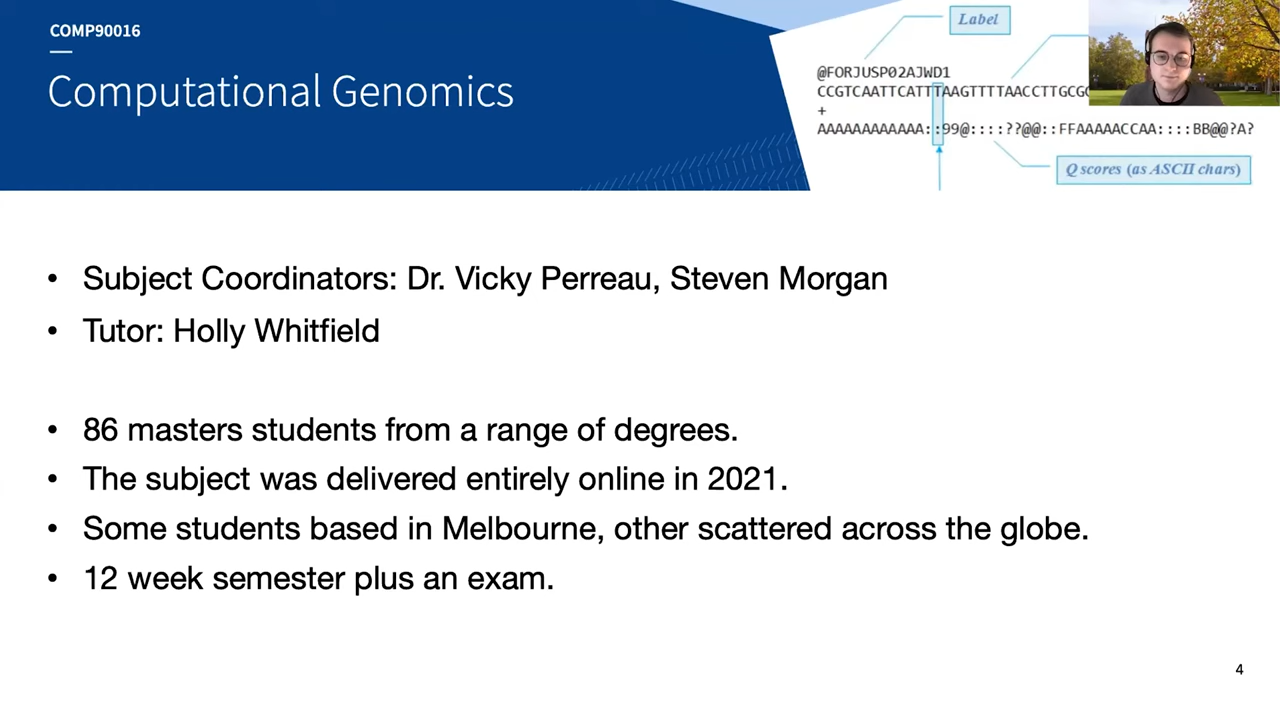 COMP90016
Computational Genomics
Label
@FORJUSP02AJWD1
CCGTCAATTCATTTAAGTTTTAACCTTGCGC
+
AAAAAAAAAAAA::99@::::??@@::FFAAAAACCAA::::BB@@?A?
Q scores (as ASCII chars)
• Subject Coordinators: Dr. Vicky Perreau, Steven Morgan
• Tutor: Holly Whitfield
• 86 masters students from a range of degrees.
• The subject was delivered entirely online in 2021.
• Some students based in Melbourne, other scattered across the globe.
• 12 week semester plus an exam.
4